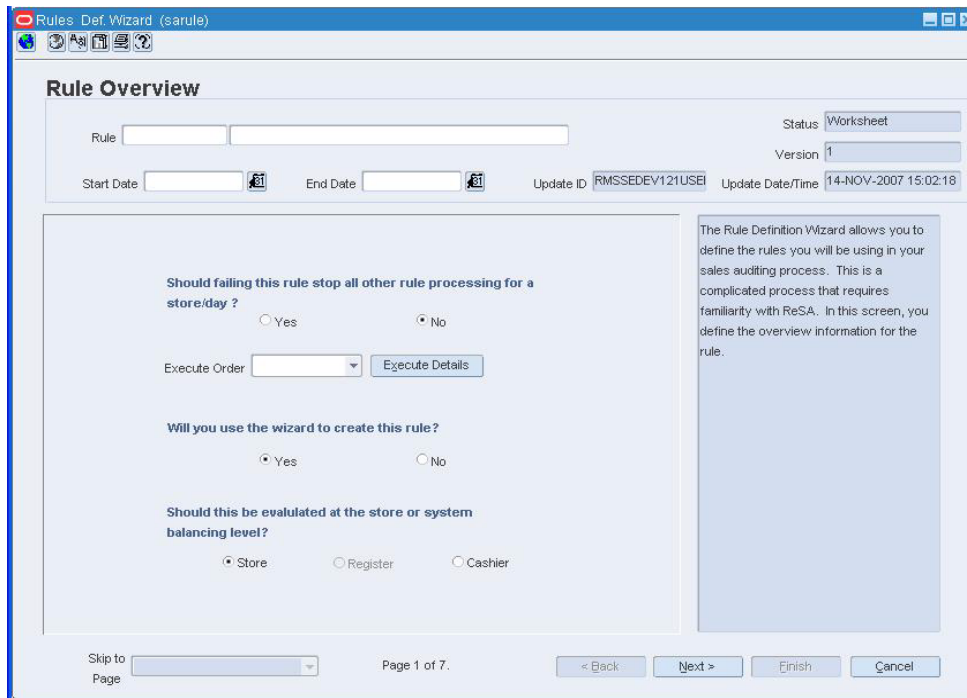 Rules Def. Wizard (sarule)
Rule Overview
Rule
Status Worksheet
Version 1
Start Date 31 End Date 31 Update ID RMSSEDEV121USE Update Date/Time 14-NOV-2007 15:02:18
Should failing this rule stop all other rule processing for a
store/day ?
Yes No
Execute Order Execute Details
Will you use the wizard to create this rule?
Yes No
Should this be evalulated at the store or system
balancing level?
Store Register Cashier
The Rule Definition Wizard allows you to
define the rules you will be using in your
sales auditing process. This is a
complicated process that requires
familiarity with ReSA. In this screen, you
define the overview information for the
rule.
Skip to
Page
Page 1 of 7.
< Back Next > Finish Cancel